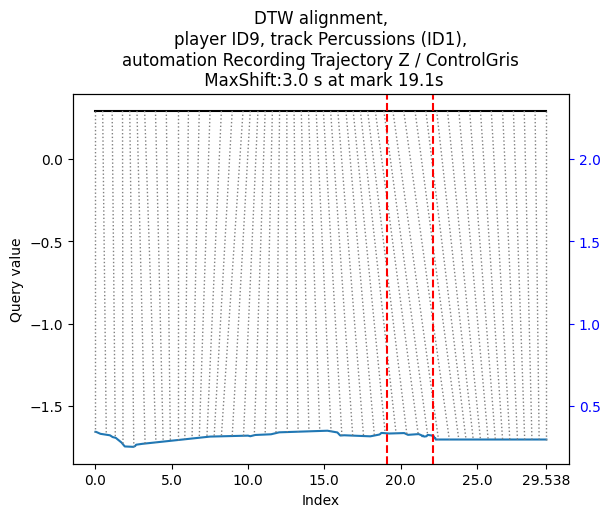 DTW alignment,
player ID9, track Percussions (ID1),
automation Recording Trajectory Z / ControlGris
MaxShift:3.0 s at mark 19.1s
Query value
0.0
−0.5
−1.0
−1.5
2.0
1.5
1.0
0.5
0.0 5.0 10.0 15.0 20.0 25.0 29.538
Index